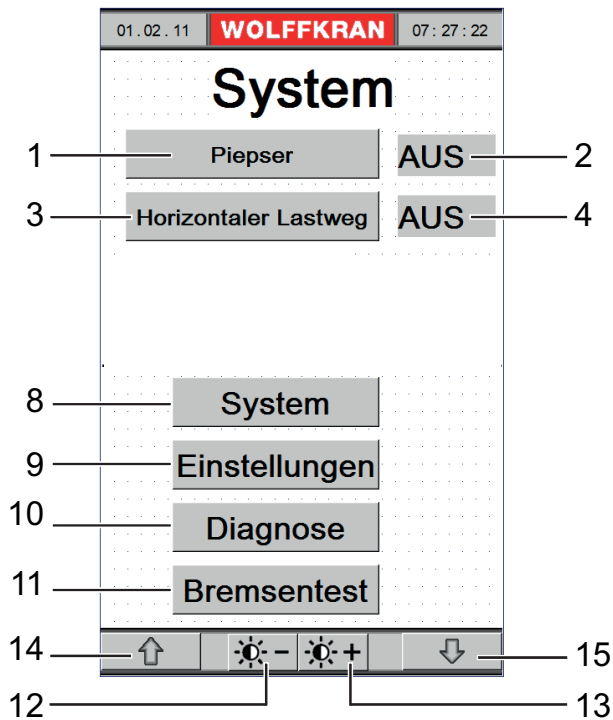 01.02.11 WOLFFKRAN 07:27:22
System
1 Piepser AUS 2
3 Horizontaler Lastweg AUS 4
8 System
9 Einstellungen
10 Diagnose
11 Bremsentest
14 - + 15
12 13